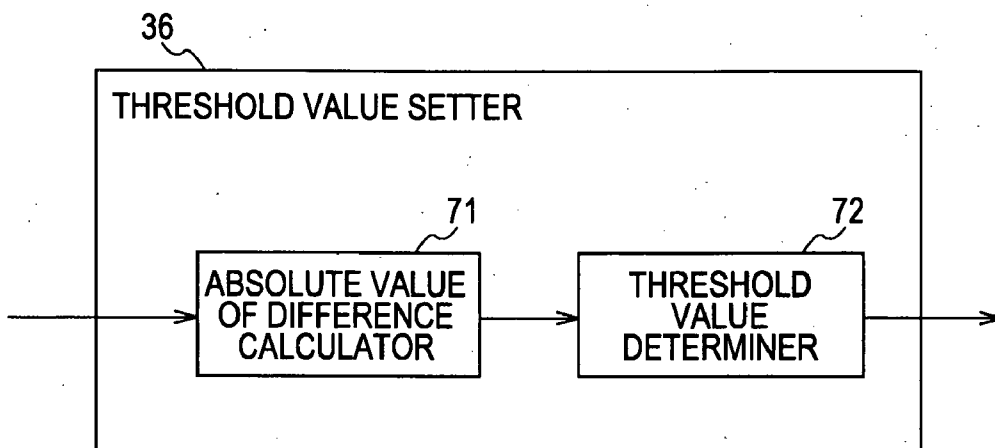 36
THRESHOLD VALUE SETTER
71
ABSOLUTE VALUE
OF DIFFERENCE
CALCULATOR
72
THRESHOLD
VALUE
DETERMINER